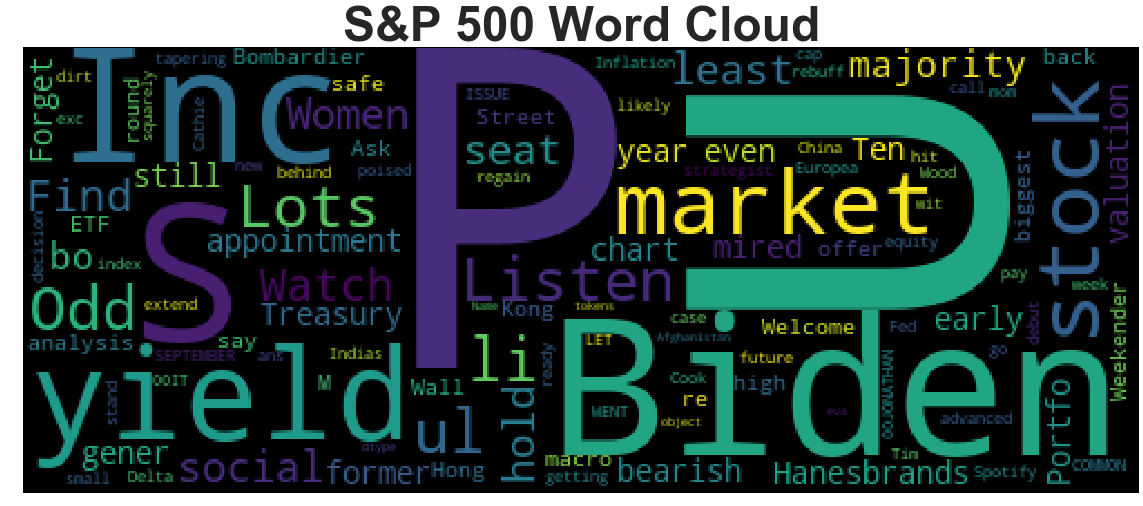 S&P 500 Word Cloud
Inc
tapering
Bombardier
Inflation
least
cap
rebuff
majority
back
Forget
dirt
exc
round
squarely
Cathie
safe
Women
ISSUE
Street
likely
call
mom
stock
valuation
P
U
seat
regain
year
even
China
Ten
hit
Europea
Wood
strategist
still
new
behind
Ask
poised
Find
ETF
Lots
appointment
market
wit
biggest
decision
bo
index
S
Watch
Listen
chart
mired
offer
equity
pay
week
Odd
extend
Treasury
Name
Kong
tokens
case
Welcome
Fed
early
debut
Weekender
analysis
SEPTEMBER
say
ans
Indias
li
ready
LET
Afghanistan
future
go
yield
OOIT
stand
M
Wall
Biden
Cook
re
high
WENT
object
eva
advanced
ul
hold
dtype
gener
social
former
Hong
small
Delta
macro
getting
bearish
Hanesbrands
Tim
Spotify
Portfo
COMMON